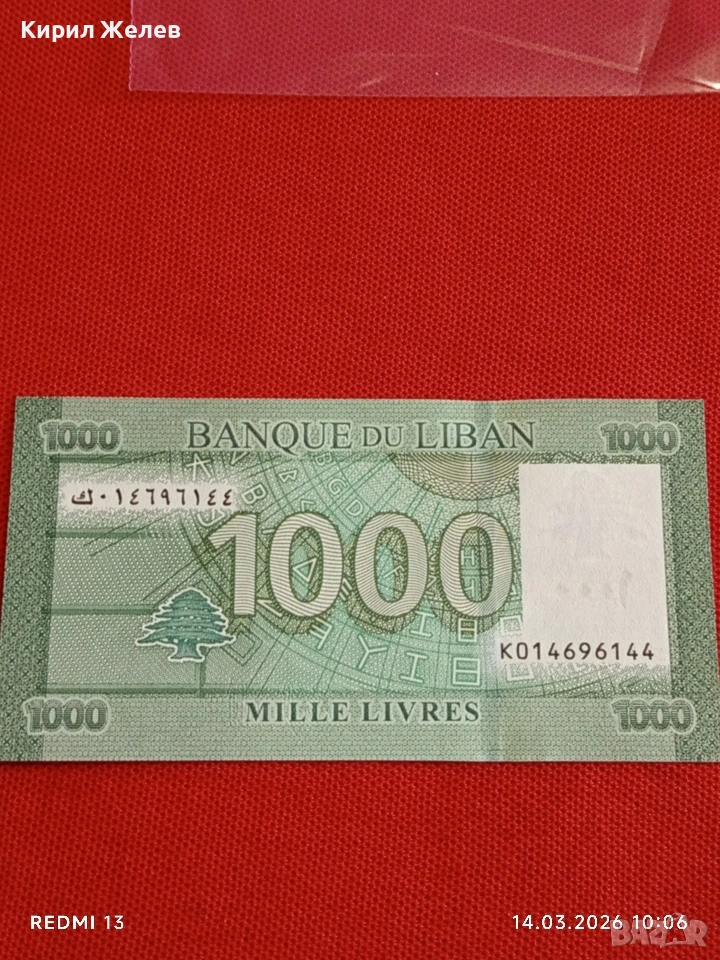 Кирил Желев
1000 BANQUE DU LIBAN 1000
ك٠١٤٦٩٦١٤٤
1000
K014696144
1000 MILLE LIVRES 1000
REDMI 13
14.03.2026 10:06
BAZAR